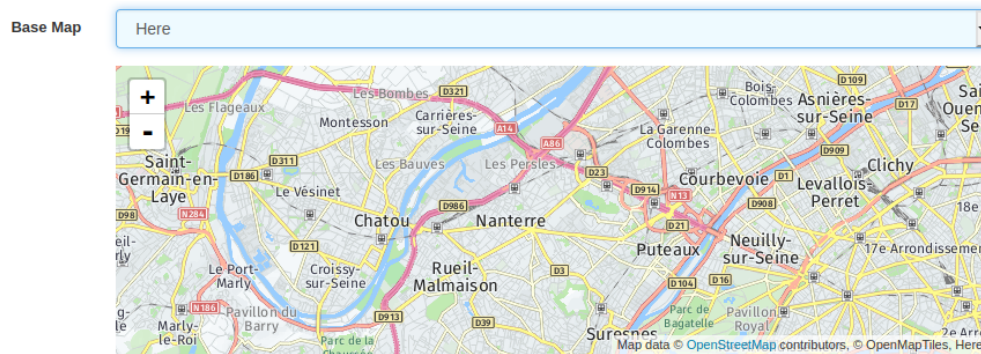 Base Map
Here
+
-
Les Flageaux
Les Bombes
D321
Montesson
Carrières-
sur-Seine
A14
A86
Bois-
Colombes
D109
Asnières-
sur-Seine
D17
La Garenne-
Colombes
D909
Saint-
Germain-en-
Laye
D311
D186
Le Vésinet
Les Bauves
Les Persles
D23
D914
N13
Courbevoie
D1
Levallois-
Perret
Clichy
D98
N284
D986
Chatou
Nanterre
D908
18e
D21
Puteaux
Neuilly-
sur-Seine
17e Arrondissemen
D121
Le Port-
Marly
Croissy-
sur-Seine
Rueil-
Malmaison
D3
D104
D16
N186
Pavillon du
Barry
D913
D39
Parc de
Bagatelle
Pavillon
Royal
Marly-
le-Roi
Parc de la
Suresnes
2e Arr
Map data © OpenStreetMap contributors, © OpenMapTiles, Here